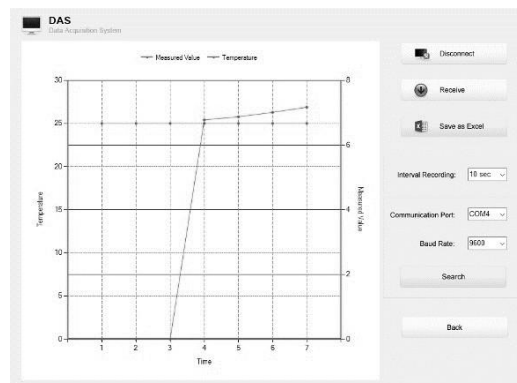 DAS
Data Acquisition System
Measured Value
Temperature
30
25
20
15
10
5
0
Temperature
8
6
4
2
0
Measured Value
1 2 3 4 5 6 7
Time
Disconnect
Receive
Save as Excel
Interval Recording: 10 sec
Communication Port: COM4
Baud Rate: 9600
Search
Back